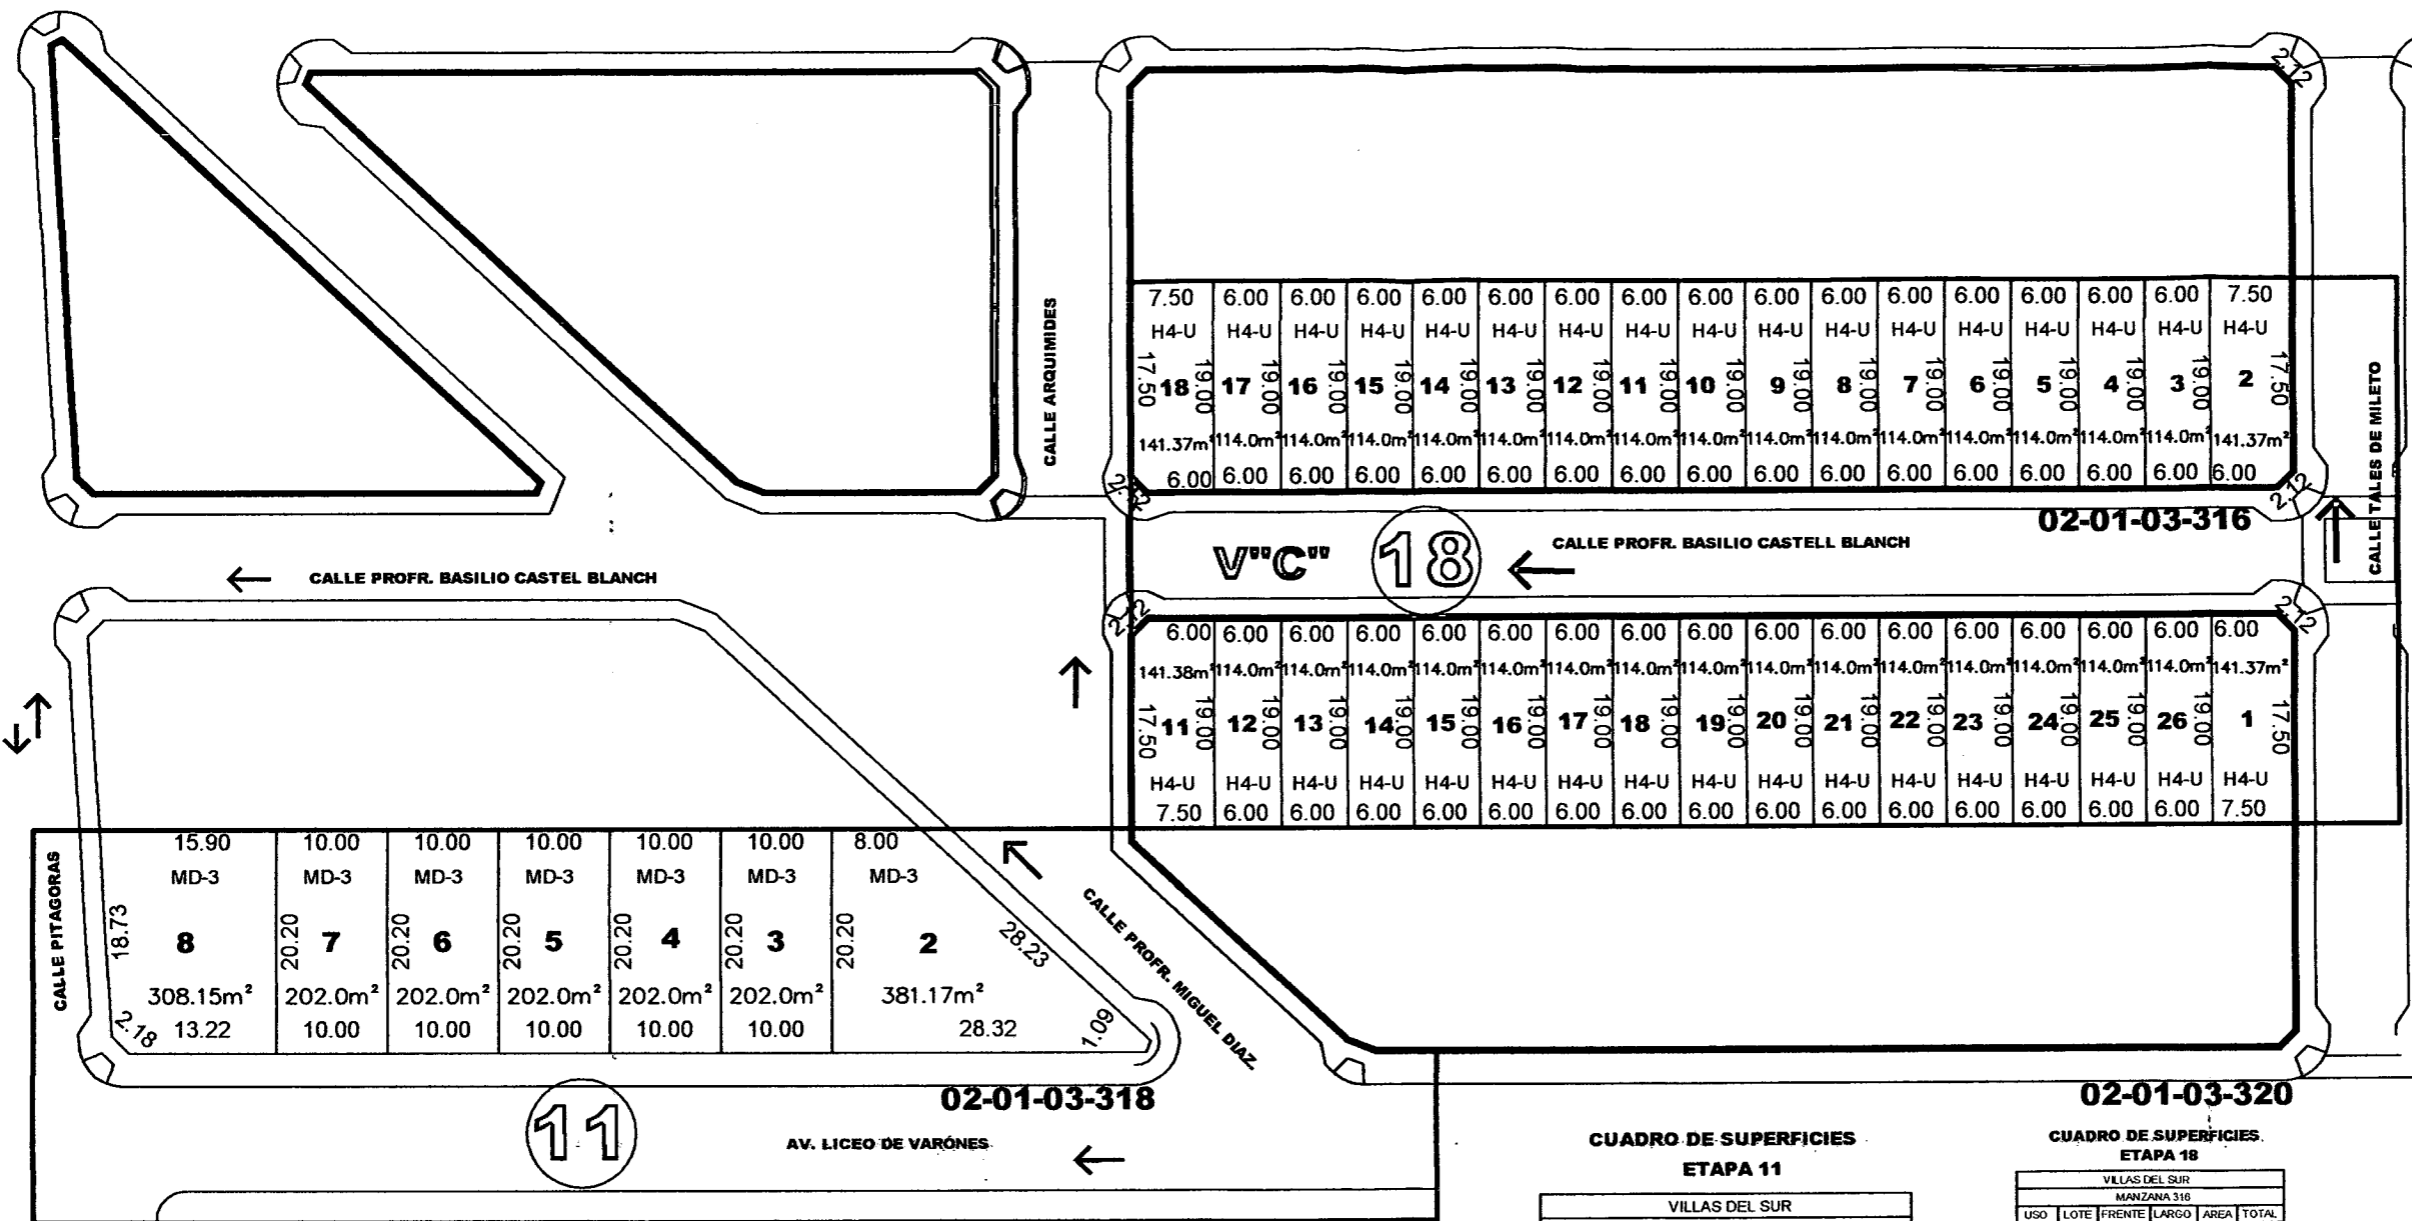 2.12
CALLE ARQUIMIDES
7.50 6.00 6.00 6.00 6.00 6.00 6.00 6.00 6.00 6.00 6.00 6.00 6.00 6.00 6.00 6.00 7.50
H4-U H4-U H4-U H4-U H4-U H4-U H4-U H4-U H4-U H4-U H4-U H4-U H4-U H4-U H4-U H4-U H4-U
17.50 18 19.00 17 19.00 16 19.00 15 19.00 14 19.00 13 19.00 12 19.00 11 19.00 10 19.00 9 19.00 8 19.00 7 19.00 6 19.00 5 19.00 4 19.00 3 19.00 2 17.50
141.37m² 114.0m² 114.0m² 114.0m² 114.0m² 114.0m² 114.0m² 114.0m² 114.0m² 114.0m² 114.0m² 114.0m² 114.0m² 114.0m² 114.0m² 114.0m² 141.37m²
6.00 6.00 6.00 6.00 6.00 6.00 6.00 6.00 6.00 6.00 6.00 6.00 6.00 6.00 6.00 6.00 6.00
2.12 2.12
CALLE TALES DE MILETO
02-01-03-316
V"C" 18 CALLE PROFR. BASILIO CASTELL BLANCH
CALLE PROFR. BASILIO CASTEL BLANCH
2.12 2.12
6.00 6.00 6.00 6.00 6.00 6.00 6.00 6.00 6.00 6.00 6.00 6.00 6.00 6.00 6.00 6.00 6.00
141.38m² 114.0m² 114.0m² 114.0m² 114.0m² 114.0m² 114.0m² 114.0m² 114.0m² 114.0m² 114.0m² 114.0m² 114.0m² 114.0m² 114.0m² 114.0m² 141.37m²
17.50 11 19.00 12 19.00 13 19.00 14 19.00 15 19.00 16 19.00 17 19.00 18 19.00 19 19.00 20 19.00 21 19.00 22 19.00 23 19.00 24 19.00 25 19.00 26 19.00 1 17.50
H4-U H4-U H4-U H4-U H4-U H4-U H4-U H4-U H4-U H4-U H4-U H4-U H4-U H4-U H4-U H4-U H4-U
7.50 6.00 6.00 6.00 6.00 6.00 6.00 6.00 6.00 6.00 6.00 6.00 6.00 6.00 6.00 6.00 7.50
CALLE PITAGORAS
15.90 10.00 10.00 10.00 10.00 10.00 8.00
MD-3 MD-3 MD-3 MD-3 MD-3 MD-3 MD-3
18.73 8 20.20 7 20.20 6 20.20 5 20.20 4 20.20 3 20.20 2 28.23
308.15m² 202.0m² 202.0m² 202.0m² 202.0m² 202.0m² 381.17m²
2.18 13.22 10.00 10.00 10.00 10.00 10.00 28.32 1.09
CALLE PROFR. MIGUEL DIAZ
02-01-03-318
02-01-03-320
11
AV. LICEO DE VARÓNES
CUADRO DE SUPERFICIES
ETAPA 11
VILLAS DEL SUR
CUADRO DE SUPERFICIES
ETAPA 18
VILLAS DEL SUR
MANZANA 316
USO LOTE FRENTE LARGO AREA TOTAL